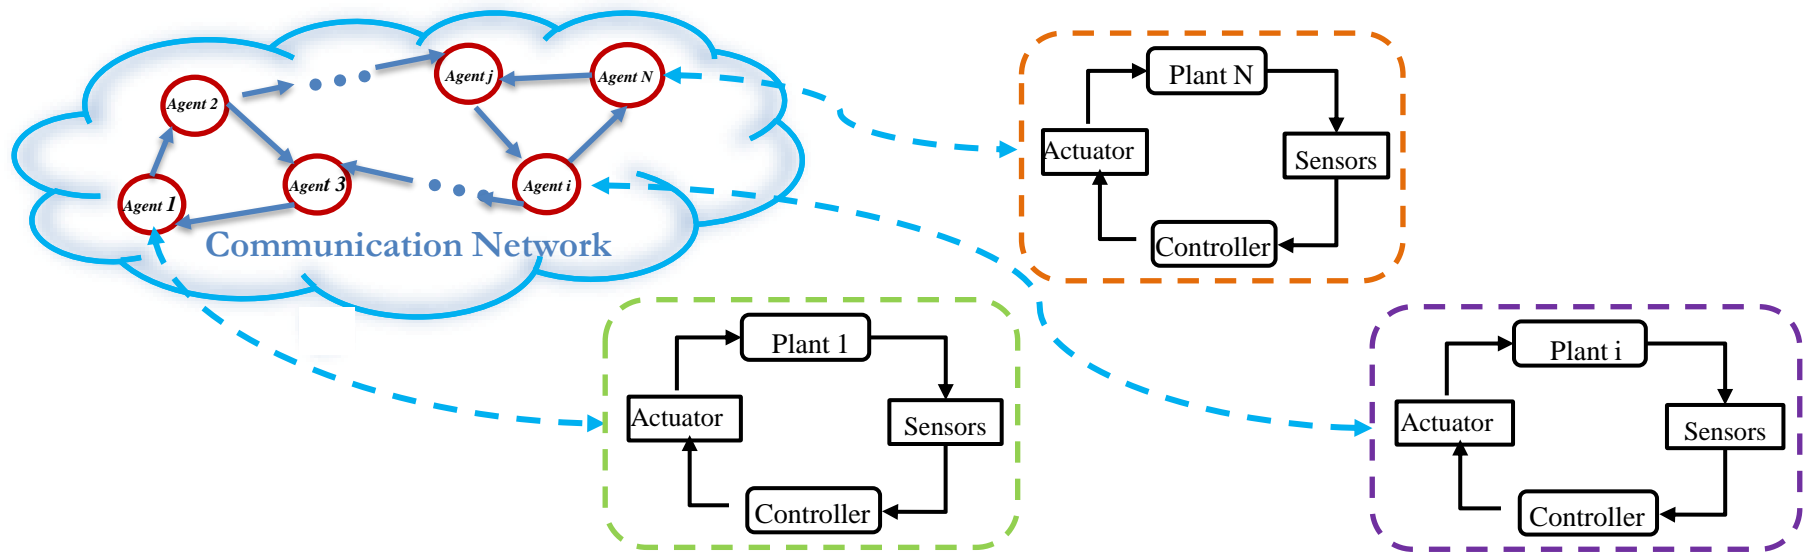 Agent j
Agent N
Agent 2
Agent 3
Agent i
Agent 1
Communication Network
Plant N
Actuator
Sensors
Controller
Plant 1
Actuator
Sensors
Controller
Plant i
Actuator
Sensors
Controller